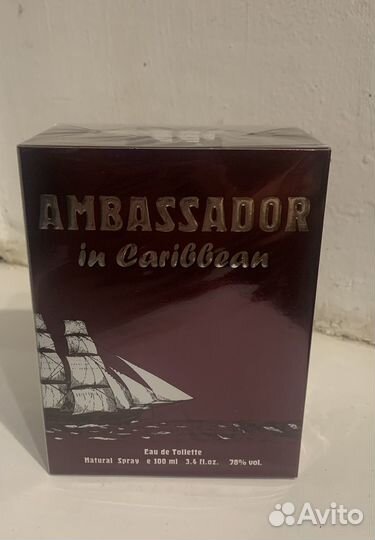 AMBASSADOR
in Caribbean
Eau de Toilette
Natural Spray e 100 ml 3.4 fl.oz. 78% vol.
Avito